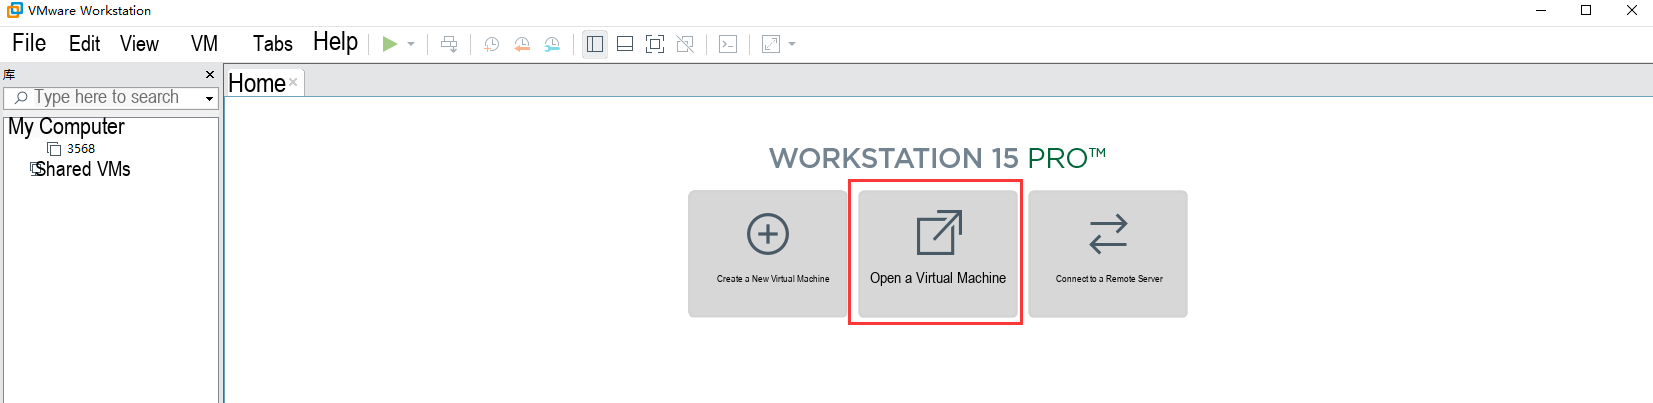 VMware Workstation
File Edit View VM Tabs Help
库
Type here to search
My Computer
3568
Shared VMs
Home
WORKSTATION 15 PRO™
Create a New Virtual Machine
Open a Virtual Machine
Connect to a Remote Server